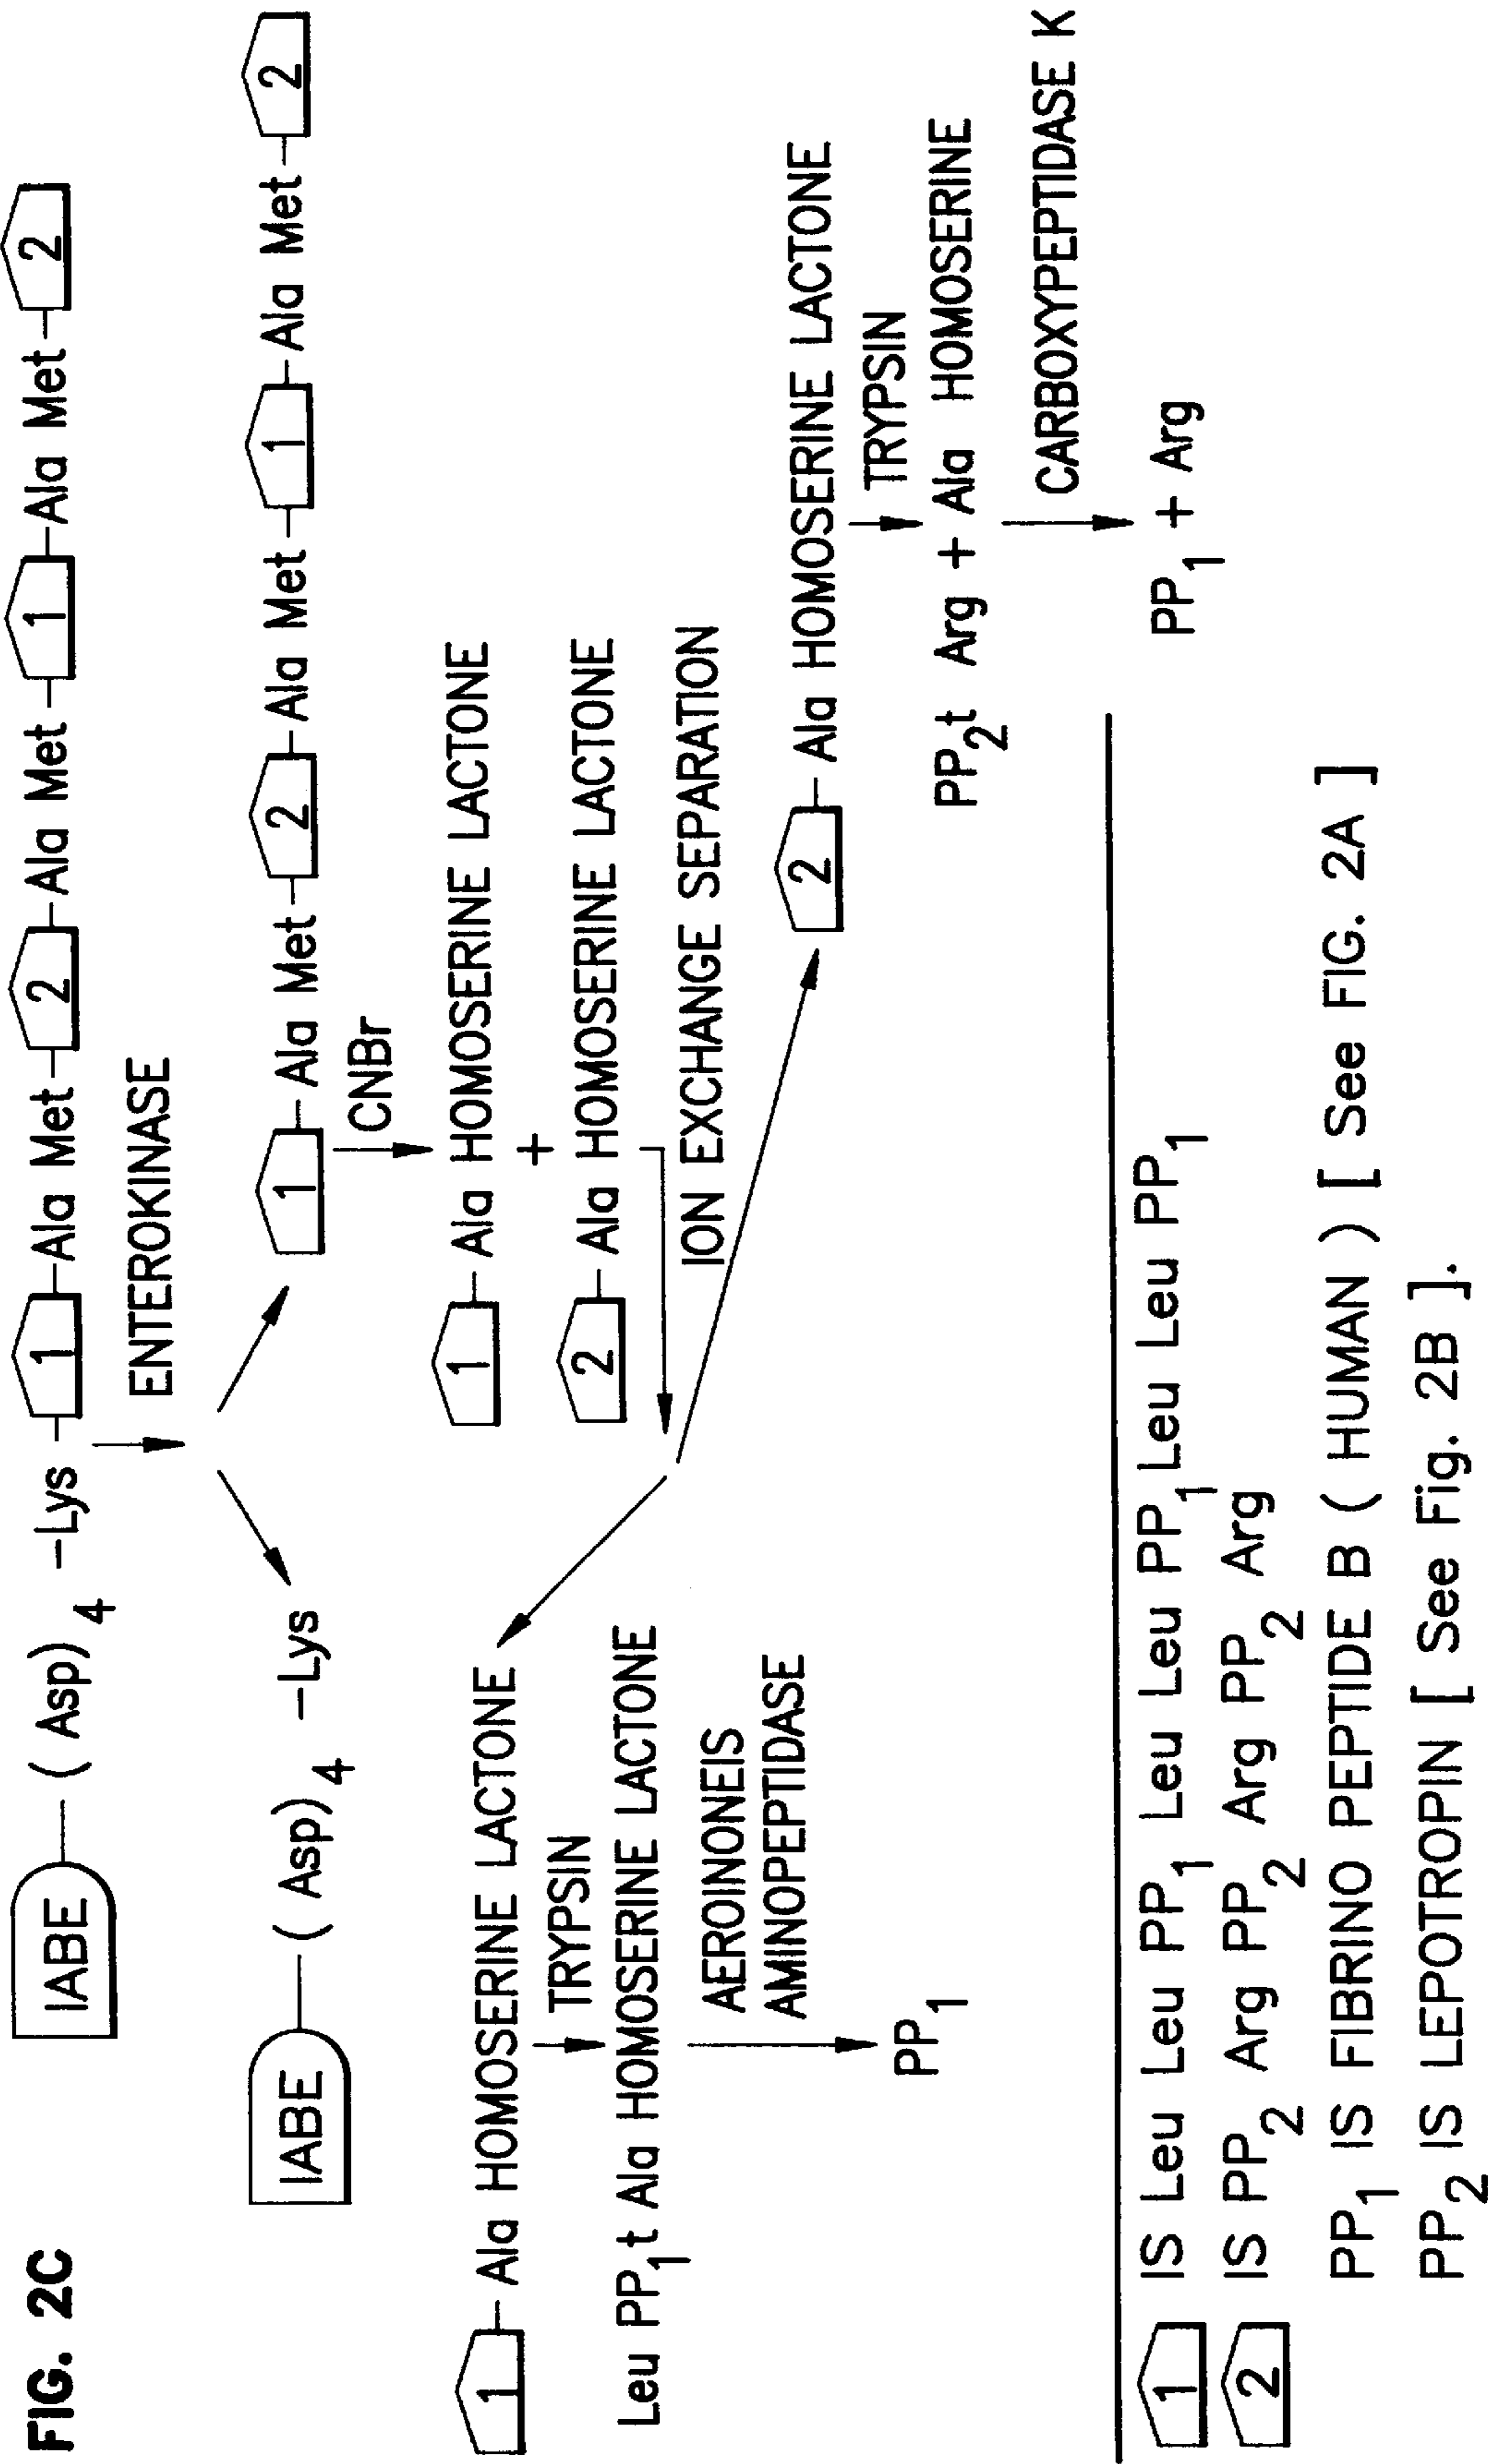 FIG. 2C
IABE ( Asp)4 -Lys 1 Ala Met 2 Ala Met 1 Ala Met 2
ENTEROKINASE
IABE ( Asp)4 -Lys 1 Ala Met 2 Ala Met 1 Ala Met 2
CNBr
1 Ala HOMOSERINE LACTONE
+
2 Ala HOMOSERINE LACTONE
ION EXCHANGE SEPARATION
1 Ala HOMOSERINE LACTONE
TRYPSIN
Leu PP1t Ala HOMOSERINE LACTONE
AEROINONEIS
AMINOPEPTIDASE
PP1
2 Ala HOMOSERINE LACTONE
TRYPSIN
PP2t Arg + Ala HOMOSERINE
CARBOXYPEPTIDASE K
PP1 + Arg
1 IS Leu Leu PP1 Leu Leu PP1 Leu Leu PP1
2 IS PP2 Arg PP2 Arg PP2 Arg
PP1 IS FIBRINO PEPTIDE B ( HUMAN ) [ See FIG. 2A ]
PP2 IS LEPOTROPIN [ See Fig. 2B ].